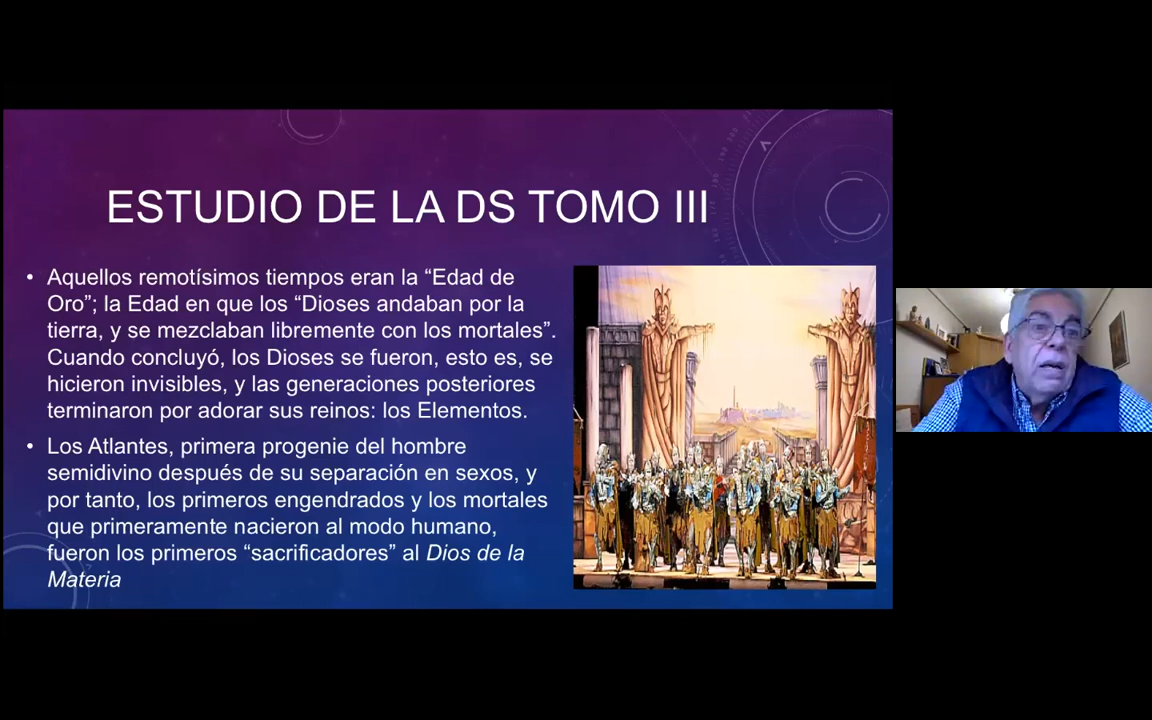 ESTUDIO DE LA DS TOMO III
• Aquellos remotísimos tiempos eran la “Edad de
Oro”; la Edad en que los “Dioses andaban por la
tierra, y se mezclaban libremente con los mortales”.
Cuando concluyó, los Dioses se fueron, esto es, se
hicieron invisibles, y las generaciones posteriores
terminaron por adorar sus reinos: los Elementos.
• Los Atlantes, primera progenie del hombre
semidivino después de su separación en sexos, y
por tanto, los primeros engendrados y los mortales
que primeramente nacieron al modo humano,
fueron los primeros “sacrificadores” al Dios de la
Materia